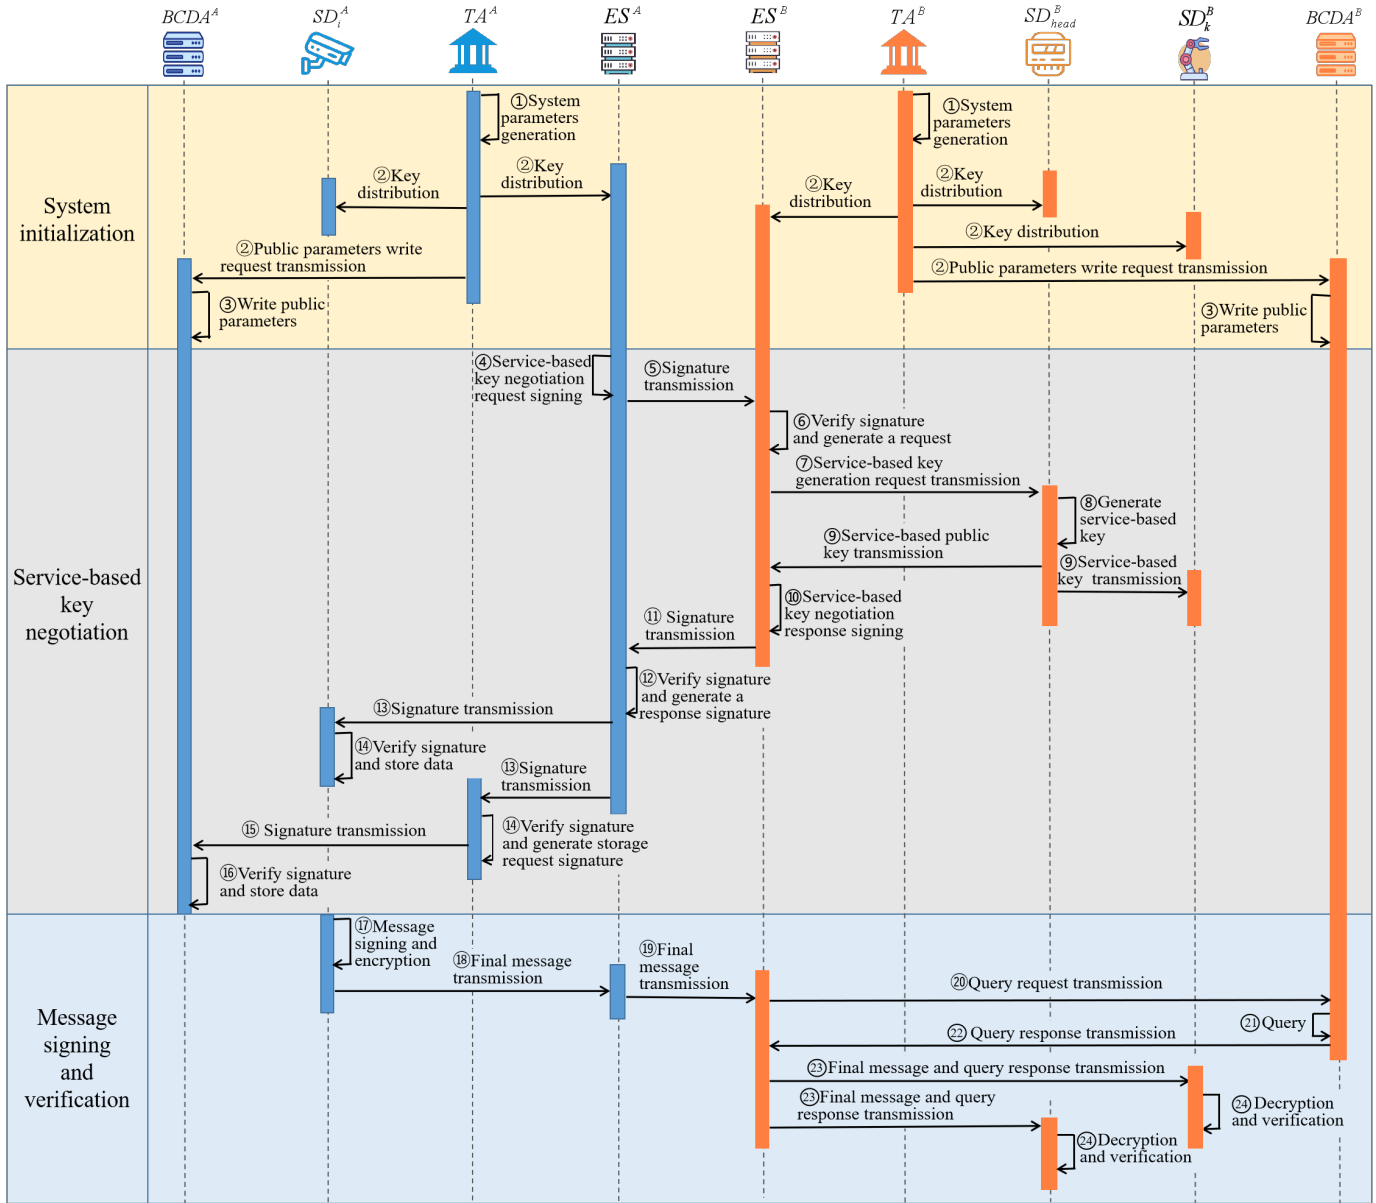 BCDA^A
SD_i^A
TA^A
ES^A
ES^B
TA^B
SD_head^B
SD_k^B
BCDA^B
System
initialization
①System
parameters
generation
①System
parameters
generation
②Key
distribution
②Key
distribution
②Key
distribution
②Key
distribution
②Key distribution
②Public parameters write
request transmission
②Public parameters write request transmission
③Write public
parameters
③Write public
parameters
Service-based
key
negotiation
④Service-based
key negotiation
request signing
⑤Signature
transmission
⑥Verify signature
and generate a request
⑦Service-based key
generation request transmission
⑧Generate
service-based
key
⑨Service-based public
key transmission
⑨Service-based
key transmission
⑩Service-based
key negotiation
response signing
⑪ Signature
transmission
⑫Verify signature
and generate a
response signature
⑬Signature transmission
⑭Verify signature
and store data
⑬Signature
transmission
⑭Verify signature
and generate storage
request signature
⑮ Signature transmission
⑯Verify signature
and store data
Message
signing
and
verification
⑰Message
signing and
encryption
⑱Final message
transmission
⑲Final
message
transmission
⑳Query request transmission
㉑Query
㉒ Query response transmission
㉓Final message and query response transmission
㉓Final message and query
response transmission
㉔ Decryption
and verification
㉔Decryption
and verification